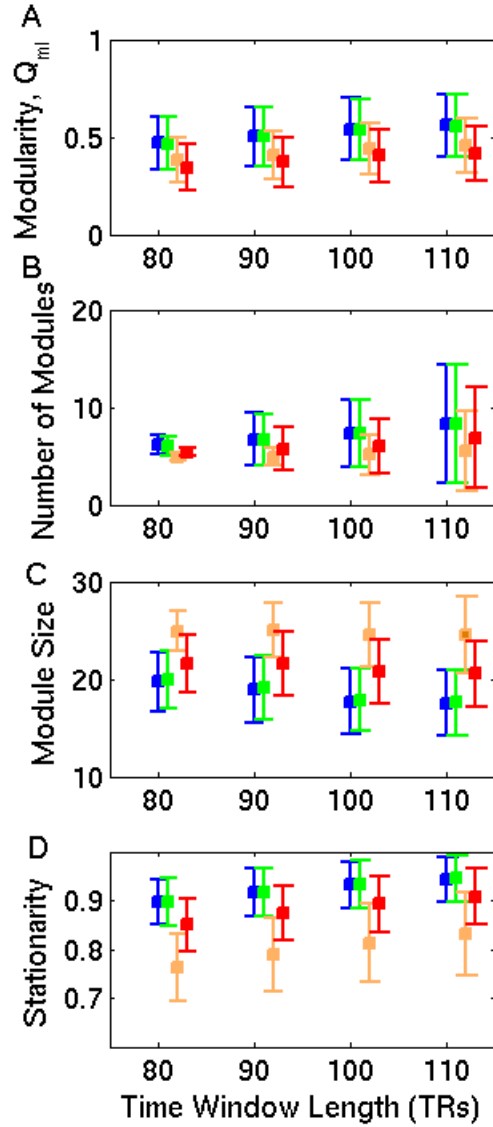 A
Modularity, Qml
1
0.5
0
80 90 100 110
B
Number of Modules
20
10
0
80 90 100 110
C
Module Size
30
20
10
80 90 100 110
D
Stationarity
0.9
0.8
0.7
80 90 100 110
Time Window Length (TRs)